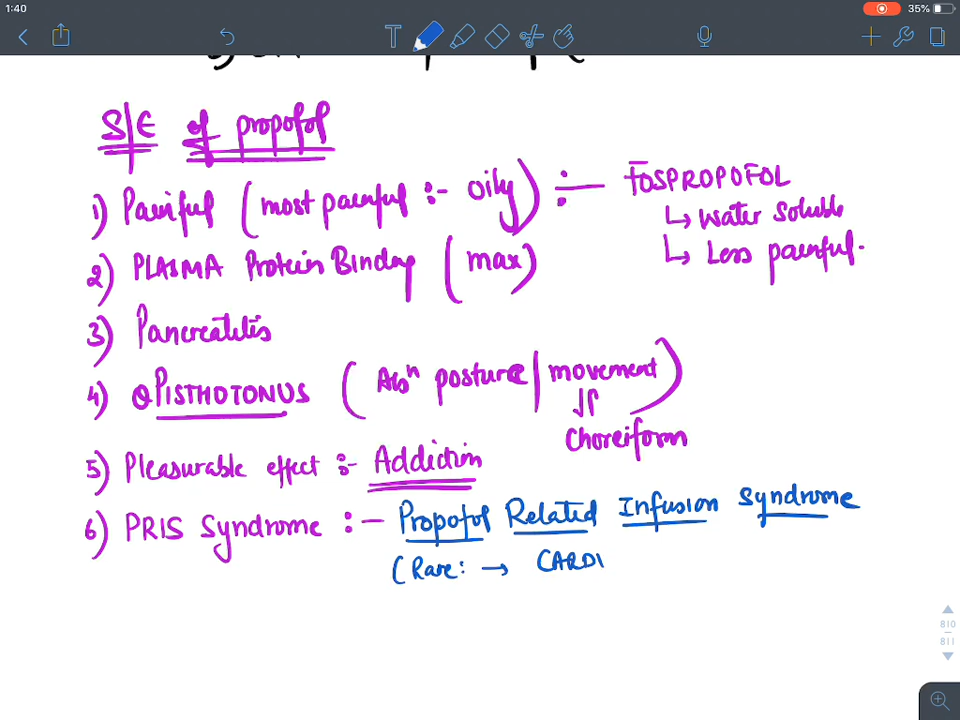 1:40
35%
T
S/E of propofol
1) Painful (most painful :- oily) :- FOSPROPOFOL
↳ Water soluble
↳ Less painful.
2) PLASMA Protein Binding (max)
3) Pancreatitis
4) OPISTHOTONUS (Abⁿ posture | movement)
Choreiform
5) Pleasurable effect :- Addiction
6) PRIS Syndrome :- Propofol Related Infusion Syndrome
(Rare: → CARDI
810
811